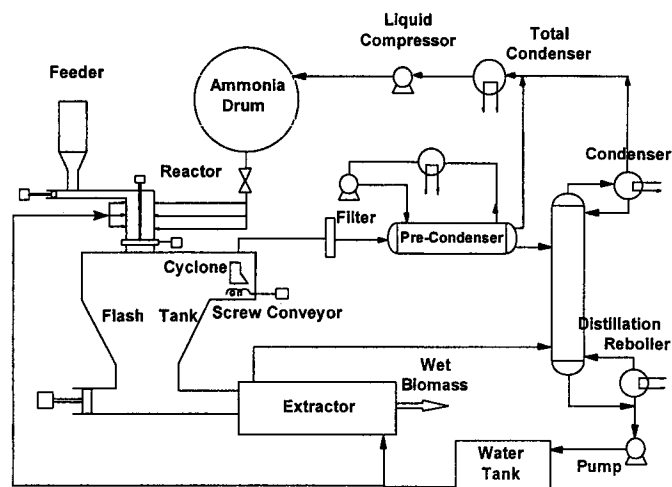 Liquid
Compressor
Total
Condenser
Feeder
Ammonia
Drum
Reactor
Condenser
Filter
Pre-Condenser
Cyclone
Flash Tank
Screw Conveyor
Distillation
Reboiler
Wet
Biomass
Extractor
Water
Tank
Pump